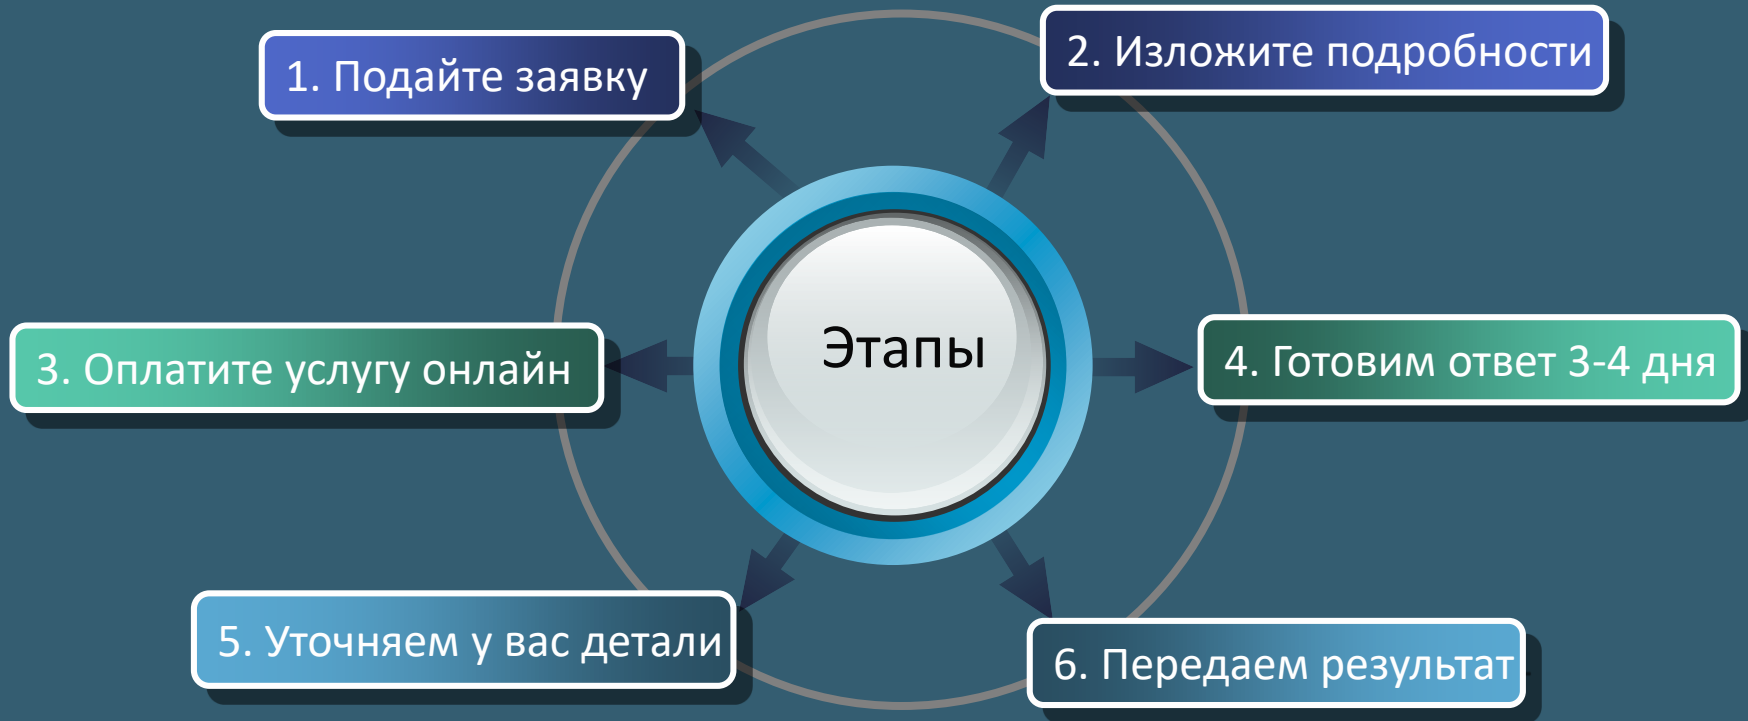 1. Подайте заявку
2. Изложите подробности
3. Оплатите услугу онлайн
Этапы
4. Готовим ответ 3-4 дня
5. Уточняем у вас детали
6. Передаем результат